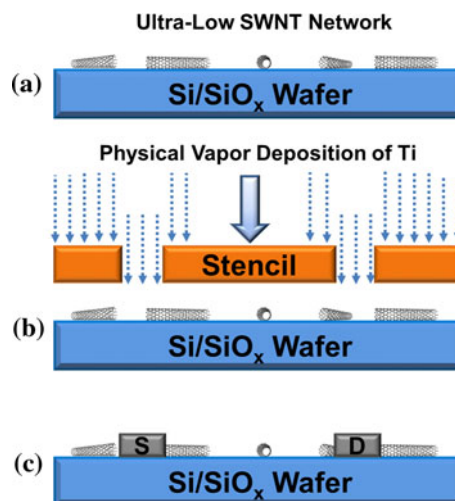 Ultra-Low SWNT Network
(a)
Si/SiOₓ Wafer
Physical Vapor Deposition of Ti
Stencil
(b)
Si/SiOₓ Wafer
S
D
(c)
Si/SiOₓ Wafer